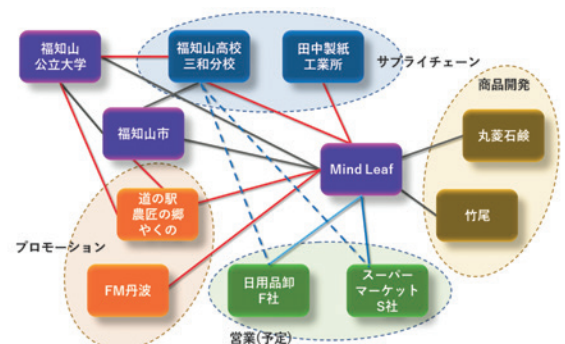 福知山
公立大学
福知山高校
三和分校
田中製紙
工業所
サプライチェーン
商品開発
福知山市
丸菱石鹸
Mind Leaf
竹尾
道の駅
農匠の郷
やくの
プロモーション
FM丹波
日用品卸
F社
スーパー
マーケット
S社
営業(予定)